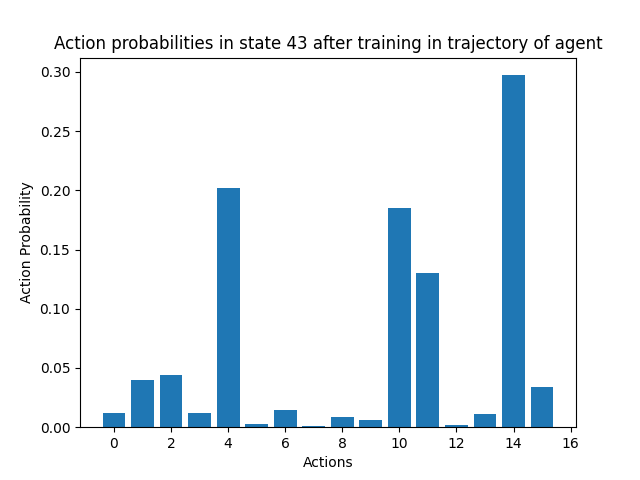 Action probabilities in state 43 after training in trajectory of agent
0.30
0.25
0.20
0.15
0.10
0.05
0.00
Action Probability
0 2 4 6 8 10 12 14 16
Actions